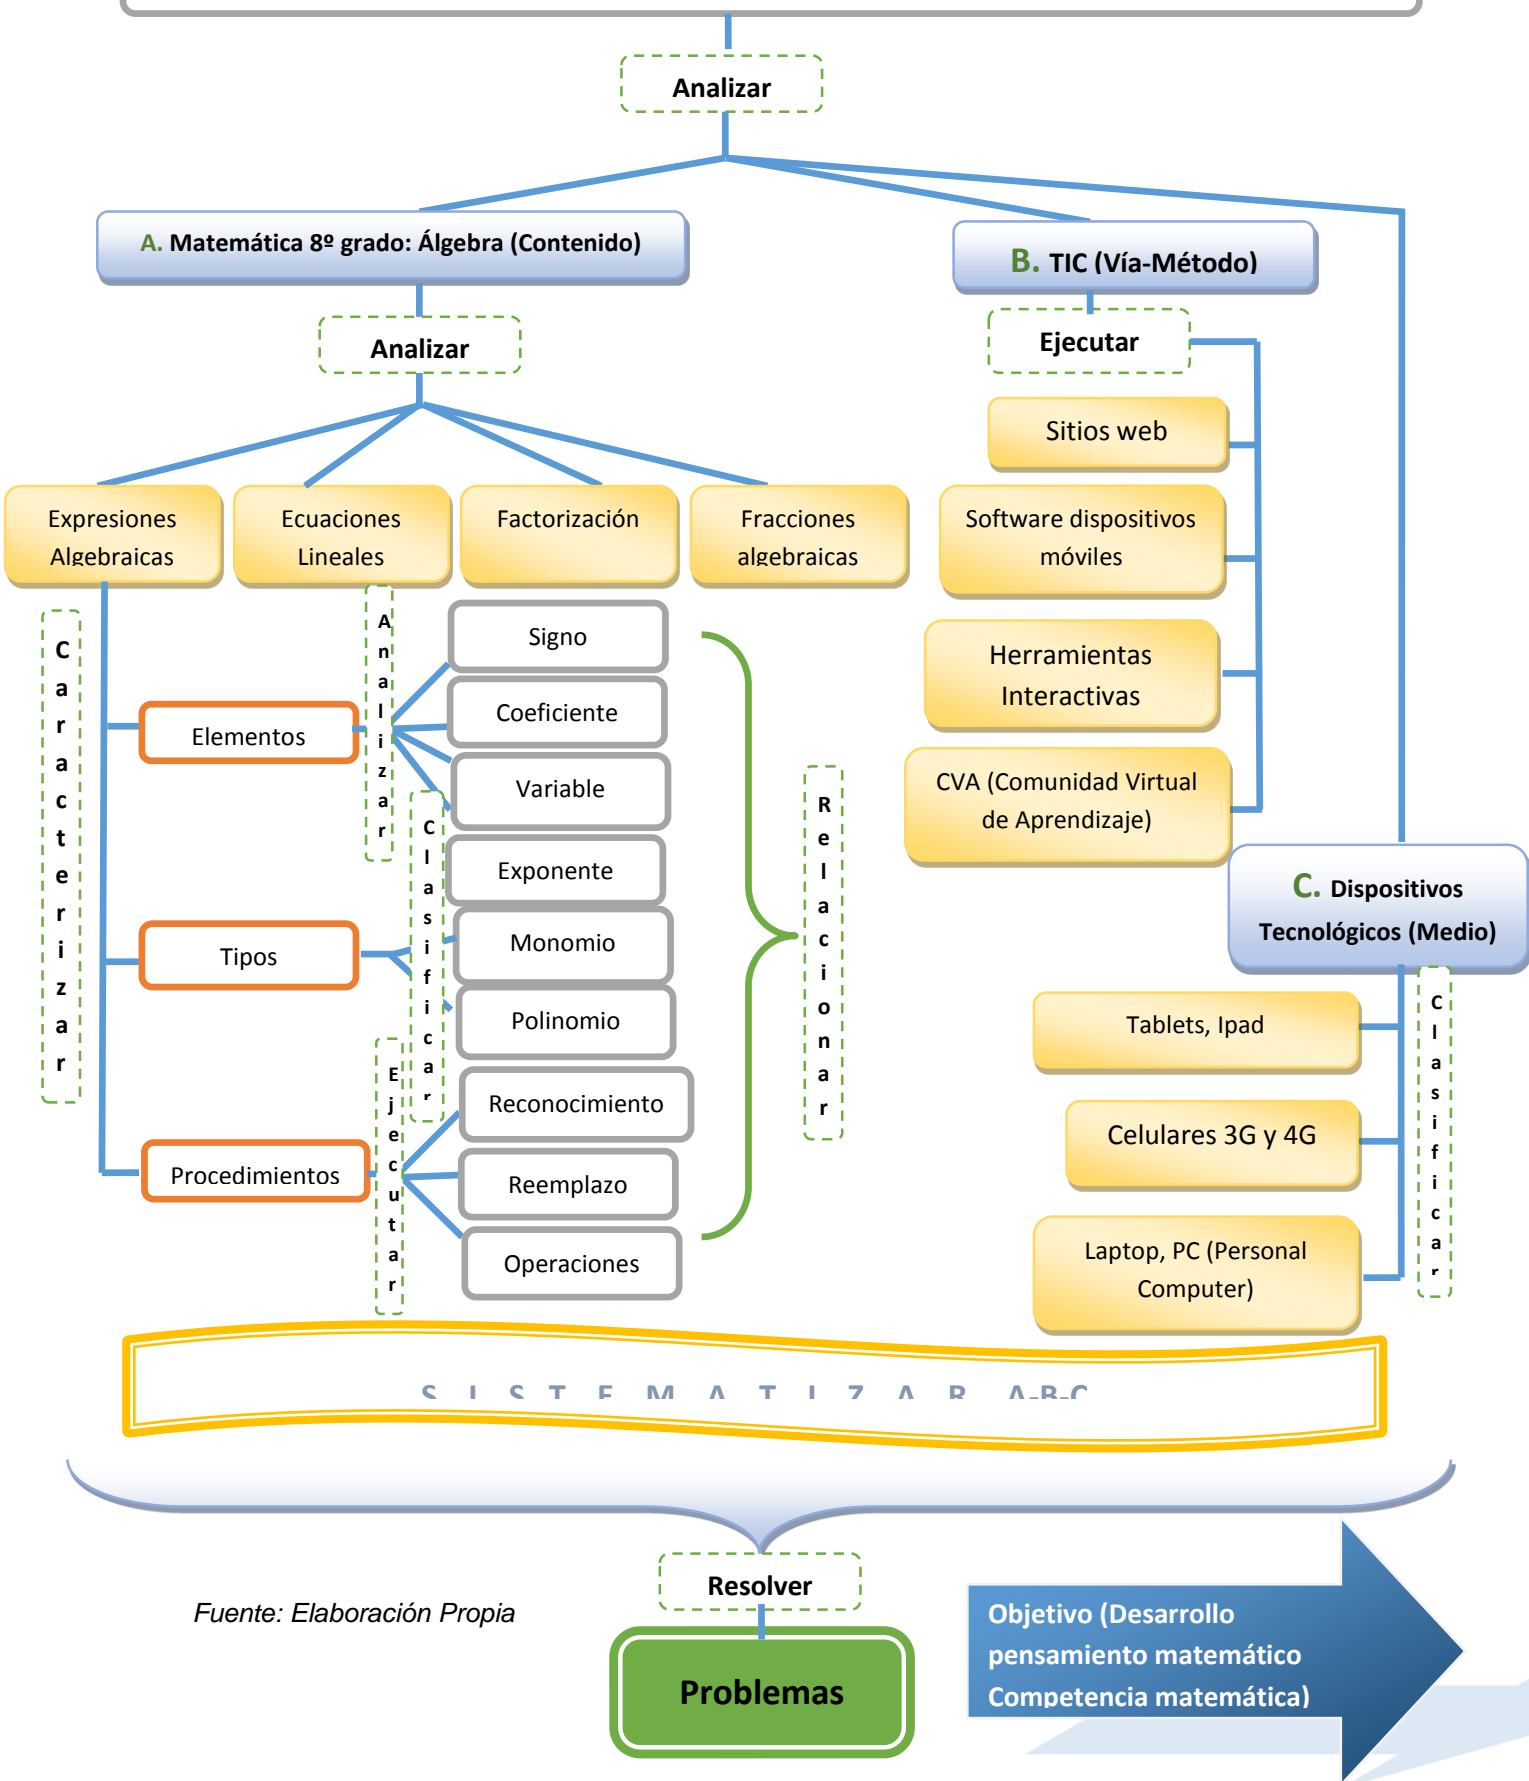 Analizar
A. Matemática 8º grado: Álgebra (Contenido)
B. TIC (Vía-Método)
Analizar
Ejecutar
Sitios web
Expresiones
Algebraicas
Ecuaciones
Lineales
Factorización
Fracciones
algebraicas
Software dispositivos
móviles
Caracterizar
Analizar
Signo
Elementos
Coeficiente
Variable
Clasificar
Exponente
Tipos
Monomio
Polinomio
Ejecutar
Reconocimiento
Procedimientos
Reemplazo
Operaciones
Relacionar
Herramientas
Interactivas
CVA (Comunidad Virtual
de Aprendizaje)
C. Dispositivos
Tecnológicos (Medio)
Clasificar
Tablets, Ipad
Celulares 3G y 4G
Laptop, PC (Personal
Computer)
S I S T E M A T I Z A R A-B-C
Resolver
Fuente: Elaboración Propia
Problemas
Objetivo (Desarrollo
pensamiento matemático
Competencia matemática)